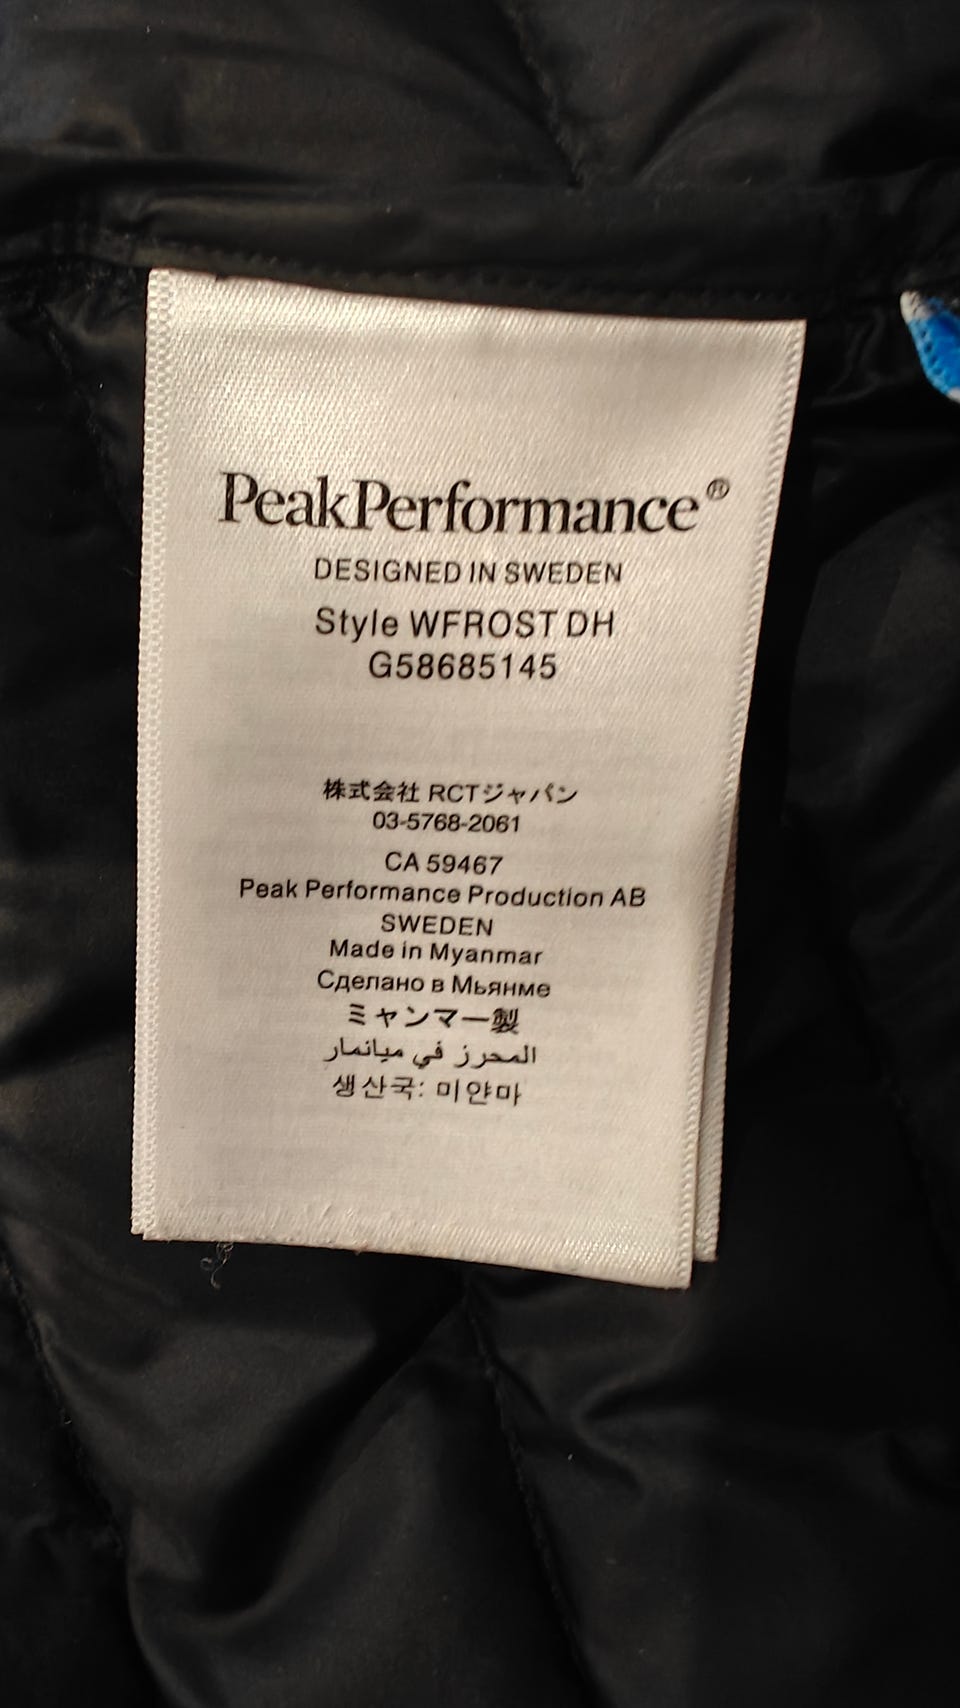 PeakPerformance®
DESIGNED IN SWEDEN
Style WFROST DH
G58685145
株式会社 RCTジャパン
03-5768-2061
CA 59467
Peak Performance Production AB
SWEDEN
Made in Myanmar
Сделано в Мьянме
ミャンマー製
المحرز في ميانمار
생산국: 미얀마